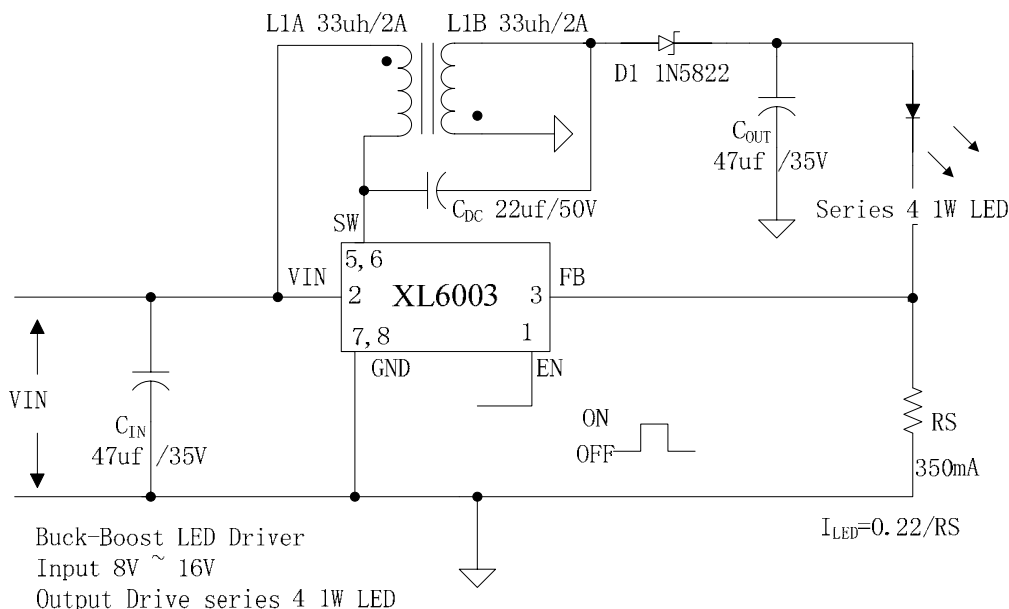 L1A 33uh/2A
L1B 33uh/2A
D1 1N5822
COUT
47uf /35V
CDC 22uf/50V
Series 4 1W LED
SW
5,6
VIN
FB
2
XL6003
3
7,8
1
GND
EN
VIN
CIN
47uf /35V
ON
OFF
RS
350mA
ILED=0.22/RS
Buck-Boost LED Driver
Input 8V ~ 16V
Output Drive series 4 1W LED